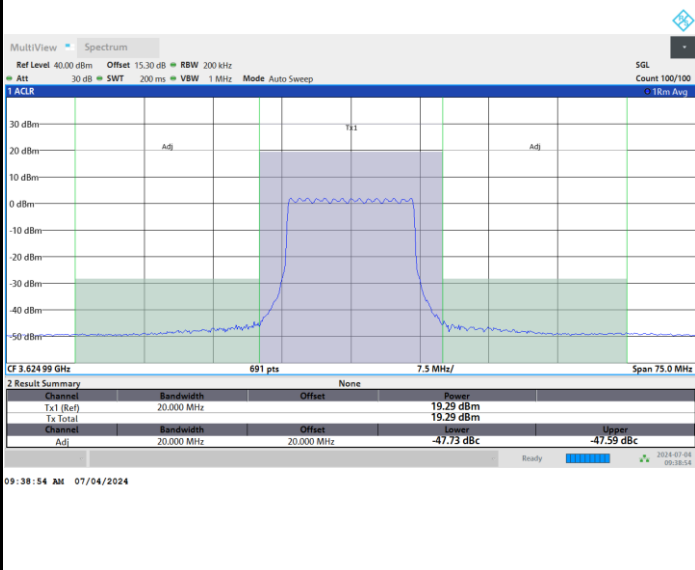 MultiView Spectrum
Ref Level 40.00 dBm Offset 15.30 dB RBW 200 kHz SGL
Att 30 dB SWT 200 ms VBW 1 MHz Mode Auto Sweep Count 100/100
1 ACLR 1Rm Avg
Tx1
30 dBm
Adj Adj
20 dBm
10 dBm
0 dBm
-10 dBm
-20 dBm
-30 dBm
-40 dBm
-50 dBm
CF 3.624 99 GHz 691 pts 7.5 MHz/ Span 75.0 MHz
2 Result Summary None
Channel Bandwidth Offset Power
Tx1 (Ref) 20.000 MHz 19.29 dBm
Tx Total 19.29 dBm
Channel Bandwidth Offset Lower Upper
Adj 20.000 MHz 20.000 MHz -47.73 dBc -47.59 dBc
Ready 2024-07-04
09:38:54
09:38:54 AM 07/04/2024